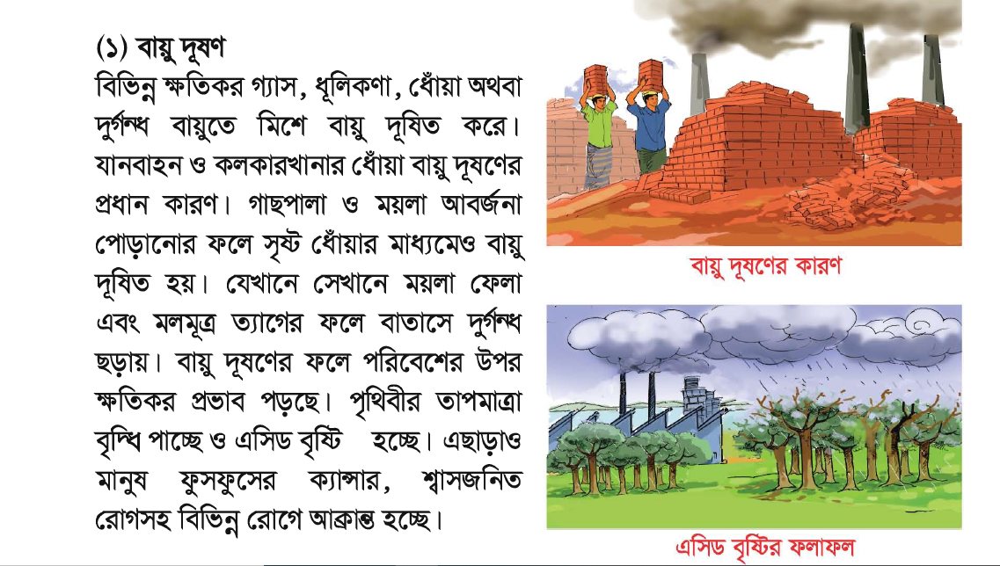 (১) বায়ু দূষণ
বিভিন্ন ক্ষতিকর গ্যাস, ধূলিকণা, ধোঁয়া অথবা
দুর্গন্ধ বায়ুতে মিশে বায়ু দূষিত করে।
যানবাহন ও কলকারখানার ধোঁয়া বায়ু দূষণের
প্রধান কারণ। গাছপালা ও ময়লা আবর্জনা
পোড়ানোর ফলে সৃষ্ট ধোঁয়ার মাধ্যমেও বায়ু
দূষিত হয়। যেখানে সেখানে ময়লা ফেলা
এবং মলমূত্র ত্যাগের ফলে বাতাসে দুর্গন্ধ
ছড়ায়। বায়ু দূষণের ফলে পরিবেশের উপর
ক্ষতিকর প্রভাব পড়ছে। পৃথিবীর তাপমাত্রা
বৃদ্ধি পাচ্ছে ও এসিড বৃষ্টি হচ্ছে। এছাড়াও
মানুষ ফুসফুসের ক্যান্সার, শ্বাসজনিত
রোগসহ বিভিন্ন রোগে আক্রান্ত হচ্ছে।
বায়ু দূষণের কারণ
এসিড বৃষ্টির ফলাফল